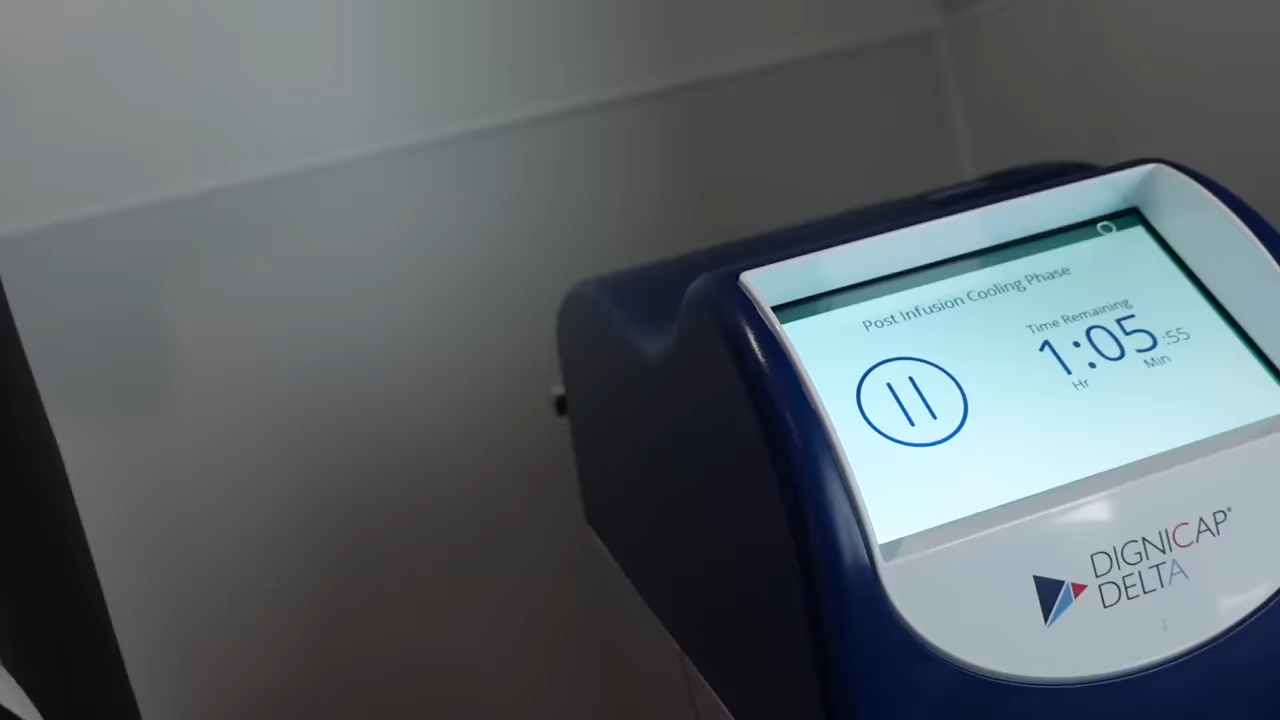 Post Infusion Cooling Phase
Time Remaining
1:05:55
Hr Min
DIGNICAP®
DELTA